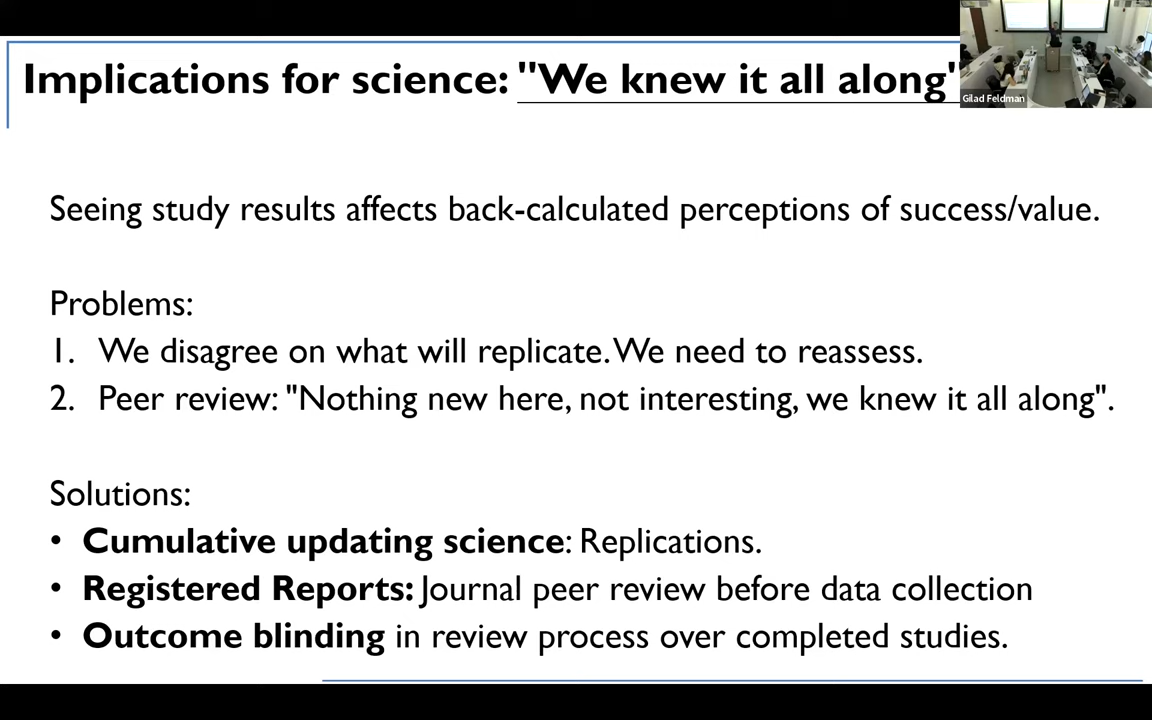 Implications for science: "We knew it all along"
Gilad Feldman
Seeing study results affects back-calculated perceptions of success/value.
Problems:
1. We disagree on what will replicate. We need to reassess.
2. Peer review: "Nothing new here, not interesting, we knew it all along".
Solutions:
• Cumulative updating science: Replications.
• Registered Reports: Journal peer review before data collection
• Outcome blinding in review process over completed studies.